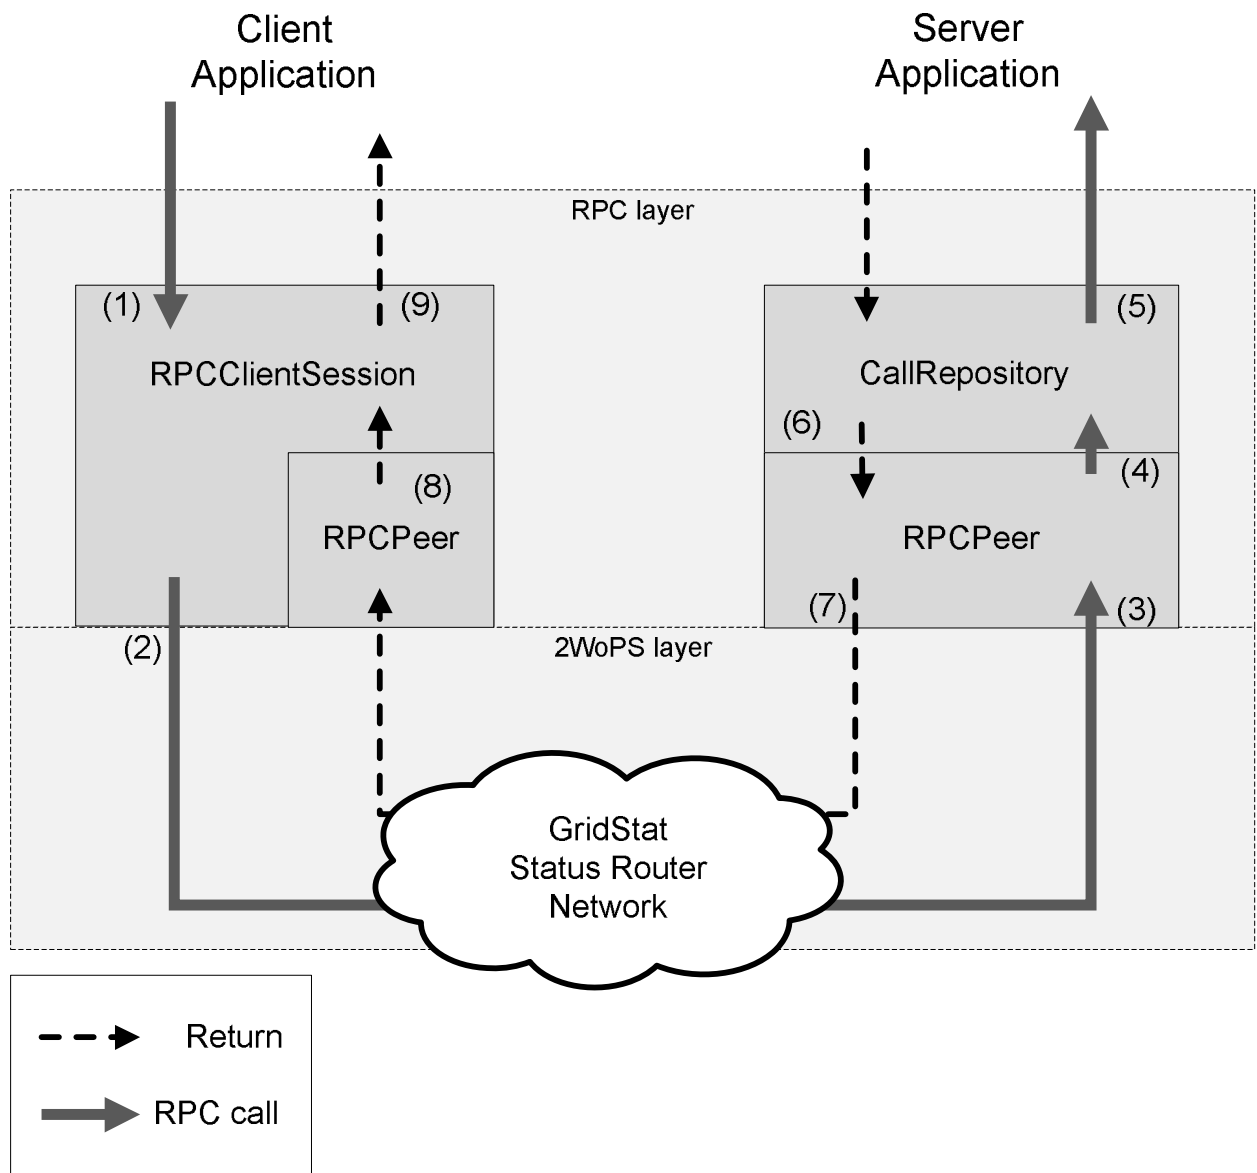 Client
Application
Server
Application
RPC layer
(1)
(9)
(5)
RPCClientSession
CallRepository
(6)
(4)
(8)
RPCPeer
RPCPeer
(7)
(3)
(2)
2WoPS layer
GridStat
Status Router
Network
Return
RPC call